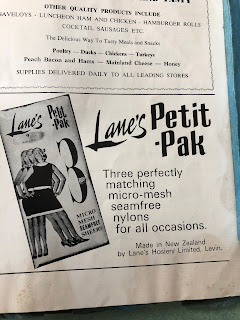 OTHER QUALITY PRODUCTS INCLUDE
SAVELOYS - LUNCHEON HAM AND CHICKEN - HAMBURGER ROLLS
COCKTAIL SAUSAGES, ETC.
The Delicious Way To Tasty Meals and Snacks
Poultry — Ducks — Chickens — Turkeys
Peach Bacon and Hams — Mainland Cheese — Honey
SUPPLIES DELIVERED DAILY TO ALL LEADING STORES
Lane's Petit
-Pak
Lane's Petit
-Pak
3
MICRO
MESH
SEAMFREE
SHEERS
Three perfectly
matching
micro-mesh
seamfree
nylons
for all occasions.
Made in New Zealand
by Lane's Hosiery Limited, Levin.